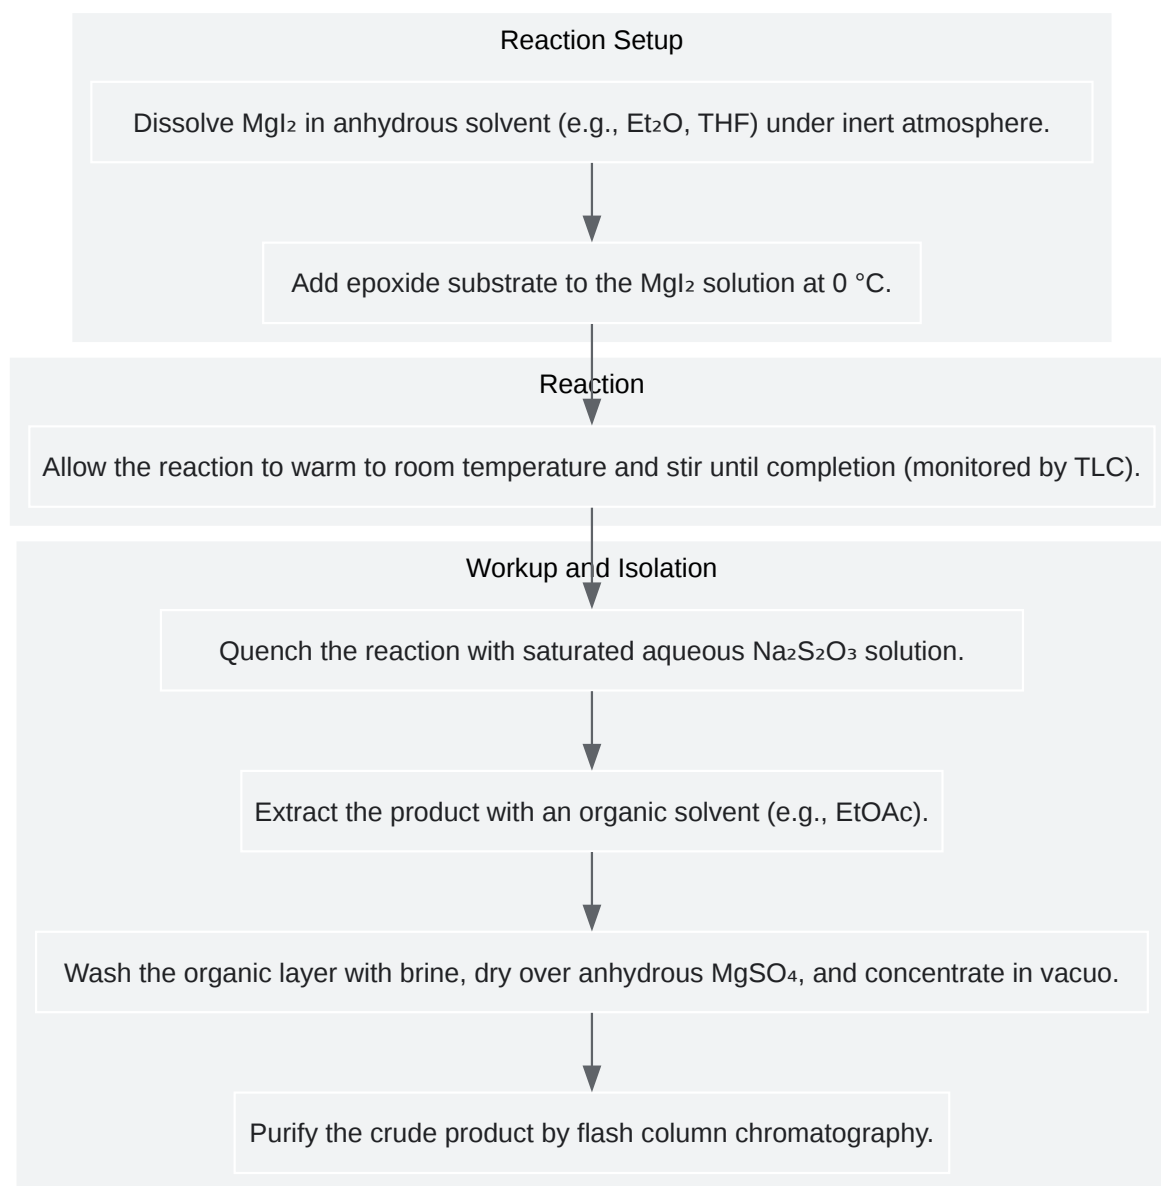 Reaction Setup
Dissolve MgI₂ in anhydrous solvent (e.g., Et₂O, THF) under inert atmosphere.
Add epoxide substrate to the MgI₂ solution at 0 °C.
Reaction
Allow the reaction to warm to room temperature and stir until completion (monitored by TLC).
Workup and Isolation
Quench the reaction with saturated aqueous Na₂S₂O₃ solution.
Extract the product with an organic solvent (e.g., EtOAc).
Wash the organic layer with brine, dry over anhydrous MgSO₄, and concentrate in vacuo.
Purify the crude product by flash column chromatography.